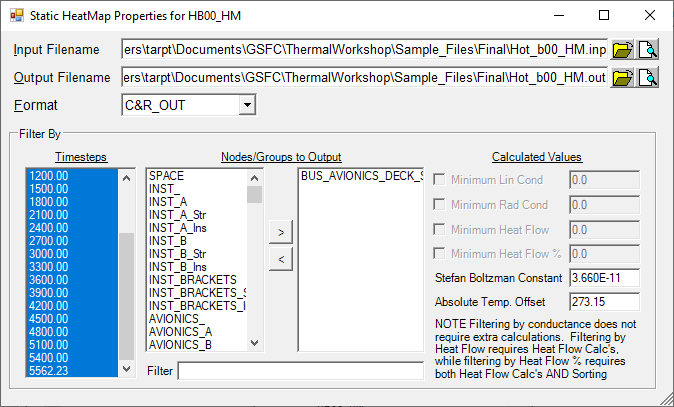 Static HeatMap Properties for HB00_HM
Input Filename
ers\tarpt\Documents\GSFC\ThermalWorkshop\Sample_Files\Final\Hot_b00_HM.inp
Output Filename
ers\tarpt\Documents\GSFC\ThermalWorkshop\Sample_Files\Final\Hot_b00_HM.out
Format
C&R_OUT
Filter By
Timesteps
1200.00
1500.00
1800.00
2100.00
2400.00
2700.00
3000.00
3300.00
3600.00
3900.00
4200.00
4500.00
4800.00
5100.00
5400.00
5562.23
Nodes/Groups to Output
SPACE
INST_
INST_A
INST_A_Str
INST_A_Ins
INST_B
INST_B_Str
INST_B_Ins
INST_BRACKETS
INST_BRACKETS_
INST_BRACKETS_
AVIONICS_
AVIONICS_A
AVIONICS_B
>
<
BUS_AVIONICS_DECK_S
Filter
Calculated Values
Minimum Lin Cond
0.0
Minimum Rad Cond
0.0
Minimum Heat Flow
0.0
Minimum Heat Flow %
0.0
Stefan Boltzman Constant
3.660E-11
Absolute Temp. Offset
273.15
NOTE Filtering by conductance does not
require extra calculations. Filtering by
Heat Flow requires Heat Flow Calc's,
while filtering by Heat Flow % requires
both Heat Flow Calc's AND Sorting